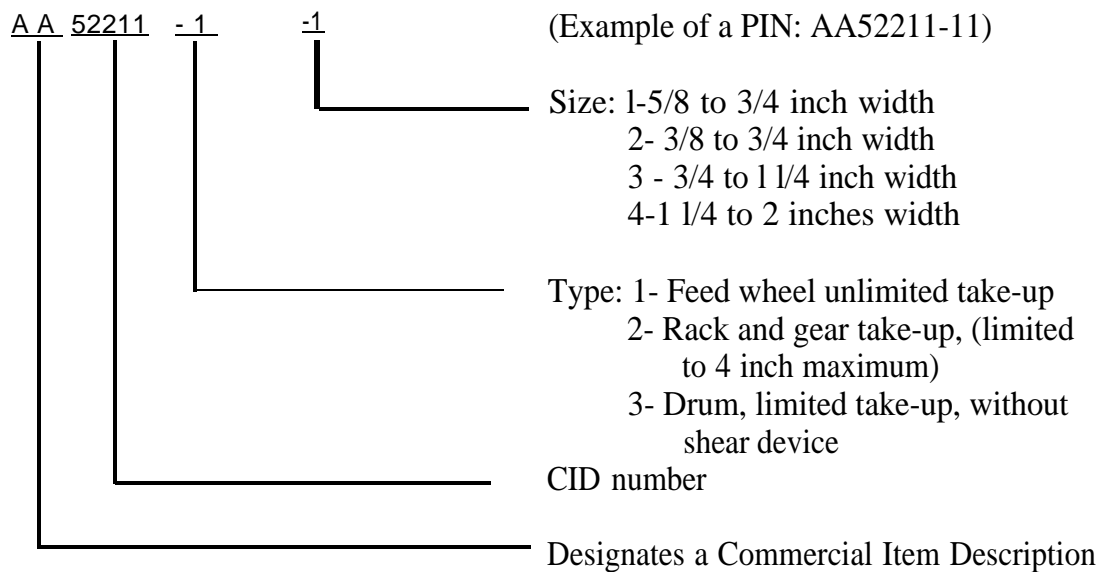 A A 52211 - 1 -1 (Example of a PIN: AA52211-11)
Size: l-5/8 to 3/4 inch width
2- 3/8 to 3/4 inch width
3 - 3/4 to l l/4 inch width
4-1 l/4 to 2 inches width
Type: 1- Feed wheel unlimited take-up
2- Rack and gear take-up, (limited
to 4 inch maximum)
3- Drum, limited take-up, without
shear device
CID number
Designates a Commercial Item Description